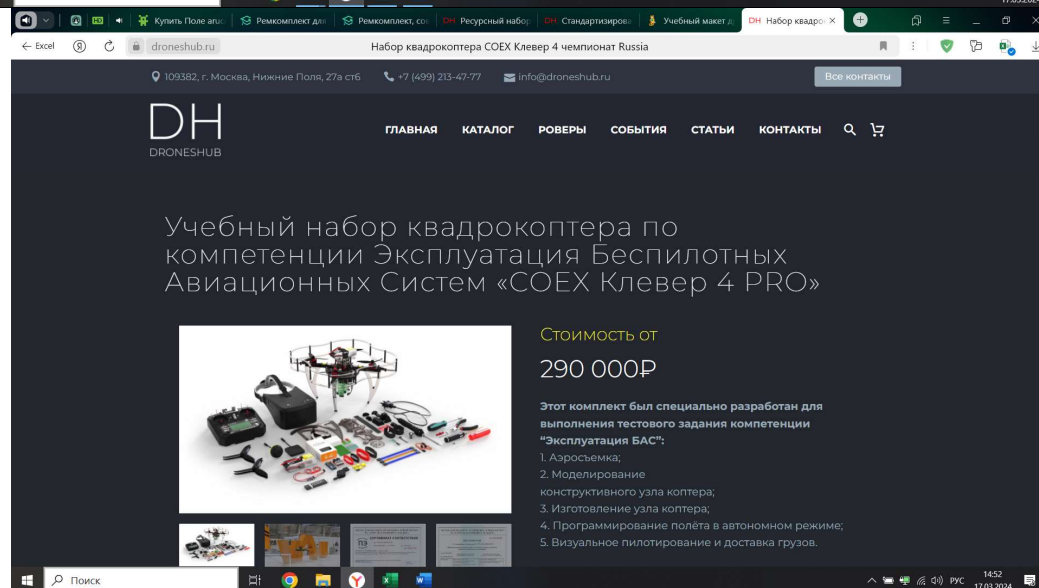 Купить Поле aruc
Ремкомплект для
Ремкомплект, сои
DH Ресурсный набор
DH Стандартизирова
Учебный макет д
DH Набор квадрок
← Excel
droneshub.ru
Набор квадрокоптера COEX Клевер 4 чемпионат Russia
109382, г. Москва, Нижние Поля, 27а ст6
+7 (499) 213-47-77
info@droneshub.ru
Все контакты
DH
DRONESHUB
ГЛАВНАЯ КАТАЛОГ РОВЕРЫ СОБЫТИЯ СТАТЬИ КОНТАКТЫ
Учебный набор квадрокоптера по
компетенции Эксплуатация Беспилотных
Авиационных Систем «COEX Клевер 4 PRO»
Стоимость от
290 000₽
Этот комплект был специально разработан для
выполнения тестового задания компетенции
“Эксплуатация БАС”:
1. Аэросъемка;
2. Моделирование
конструктивного узла коптера;
3. Изготовление узла коптера;
4. Программирование полёта в автономном режиме;
5. Визуальное пилотирование и доставка грузов.
Поиск
РУС
14:52
17.03.2024